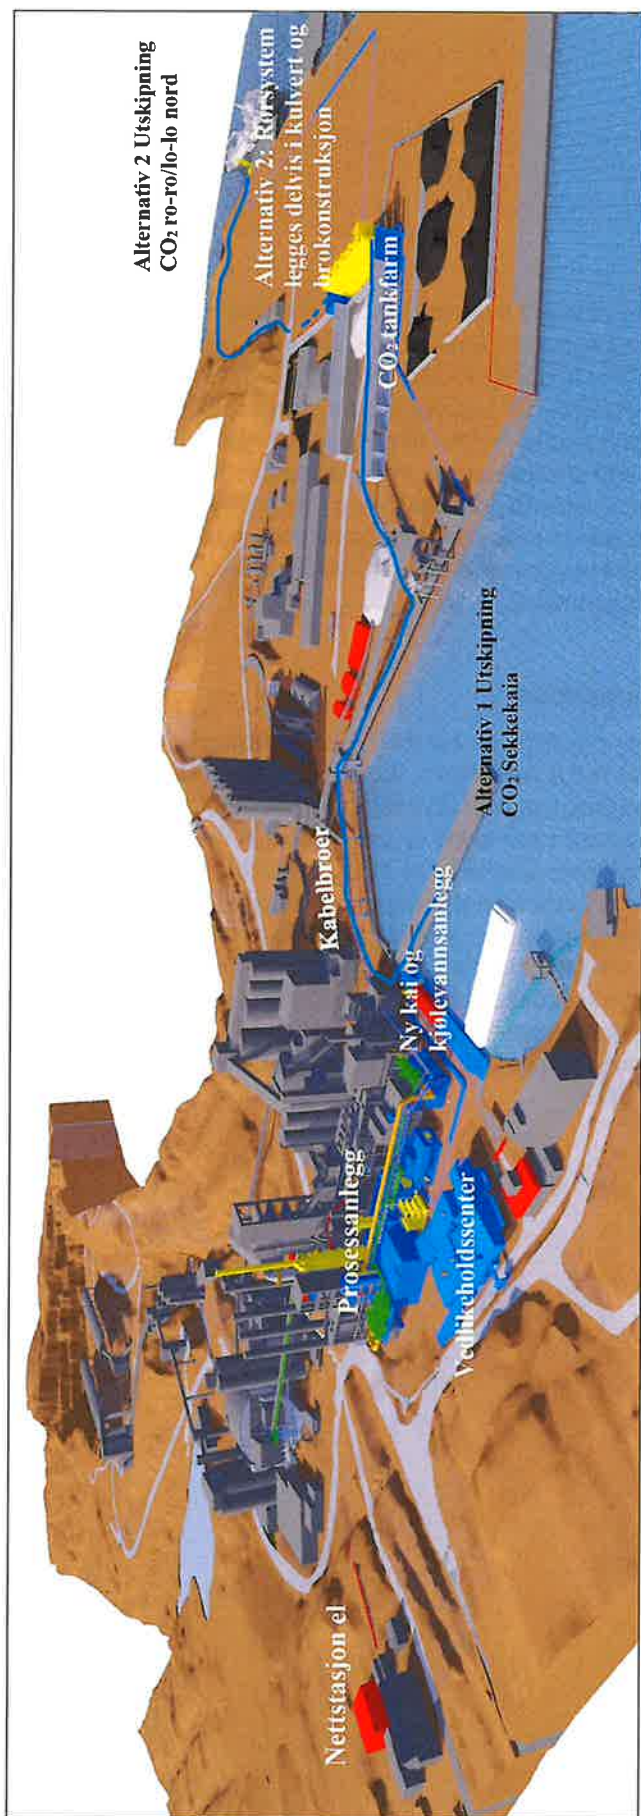 Alternativ 2 Utskipning
CO₂ ro-ro/lo-lo nord
Alternativ 2: Rørsystem
legges delvis i kulvert og
brokonstruksjon
CO₂ tankfarm
Alternativ 1 Utskipning
CO₂ Sekkekaia
Kabelbroer
Ny kai og
kjølevannsanlegg
Prosessanlegg
Vedlikeholdssenter
Nettstasjon el